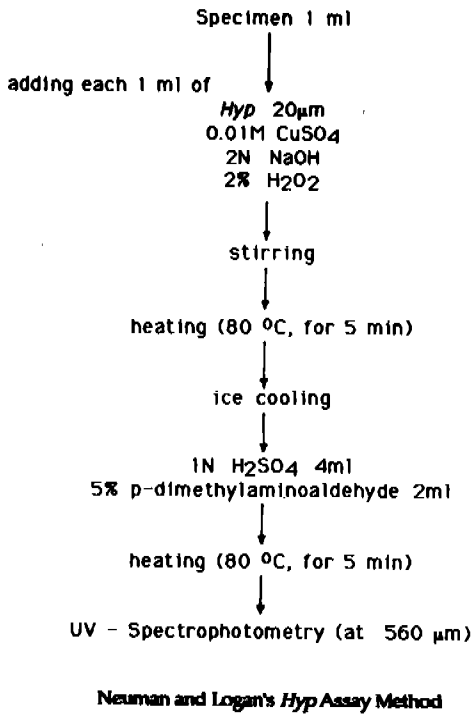 Specimen 1 ml
adding each 1 ml of
Hyp 20μm
0.01M CuSO4
2N NaOH
2% H2O2
stirring
heating (80 ºC, for 5 min)
ice cooling
1N H2SO4 4ml
5% p-dimethylaminoaldehyde 2ml
heating (80 ºC, for 5 min)
UV - Spectrophotometry (at 560 μm)
Neuman and Logan's Hyp Assay Method